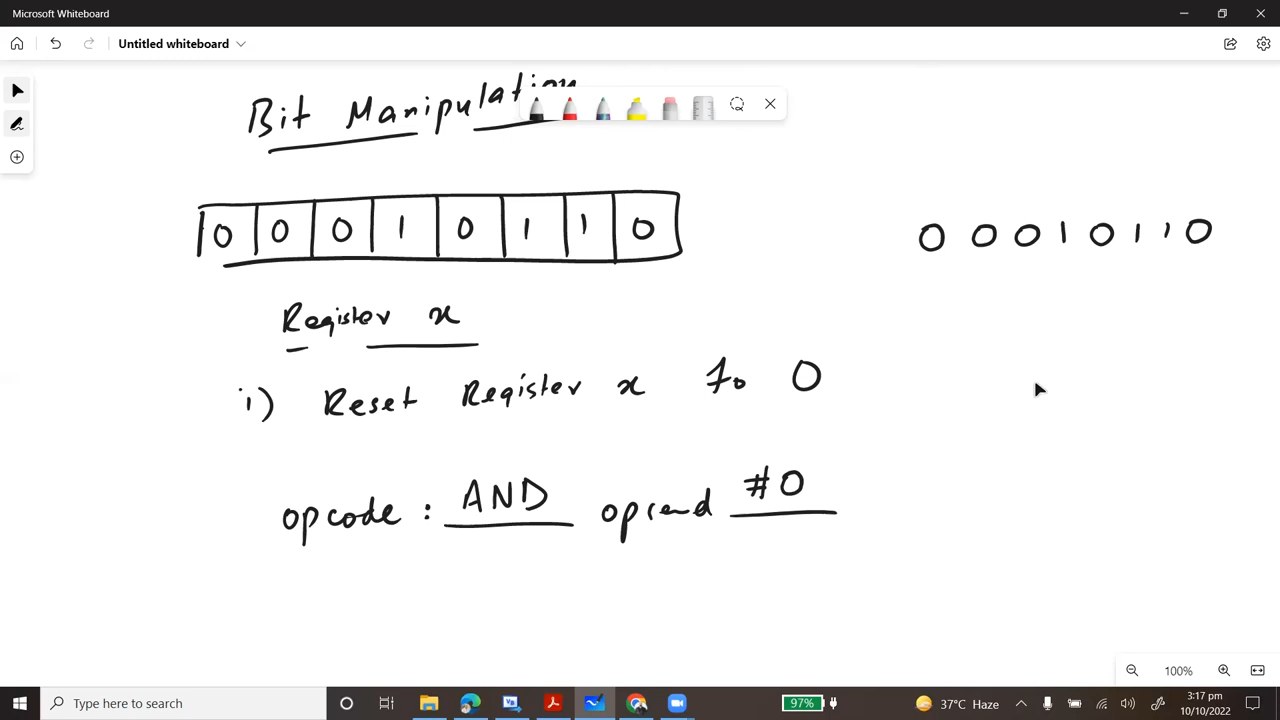 Microsoft Whiteboard
Untitled whiteboard
Bit Manipulation
0 0 0 1 0 1 1 0
0 0 0 1 0 1 1 0
Register x
i) Reset Register x to 0
opcode : AND operand #0
100%
Type here to search
97%
37°C Haze
3:17 pm
10/10/2022